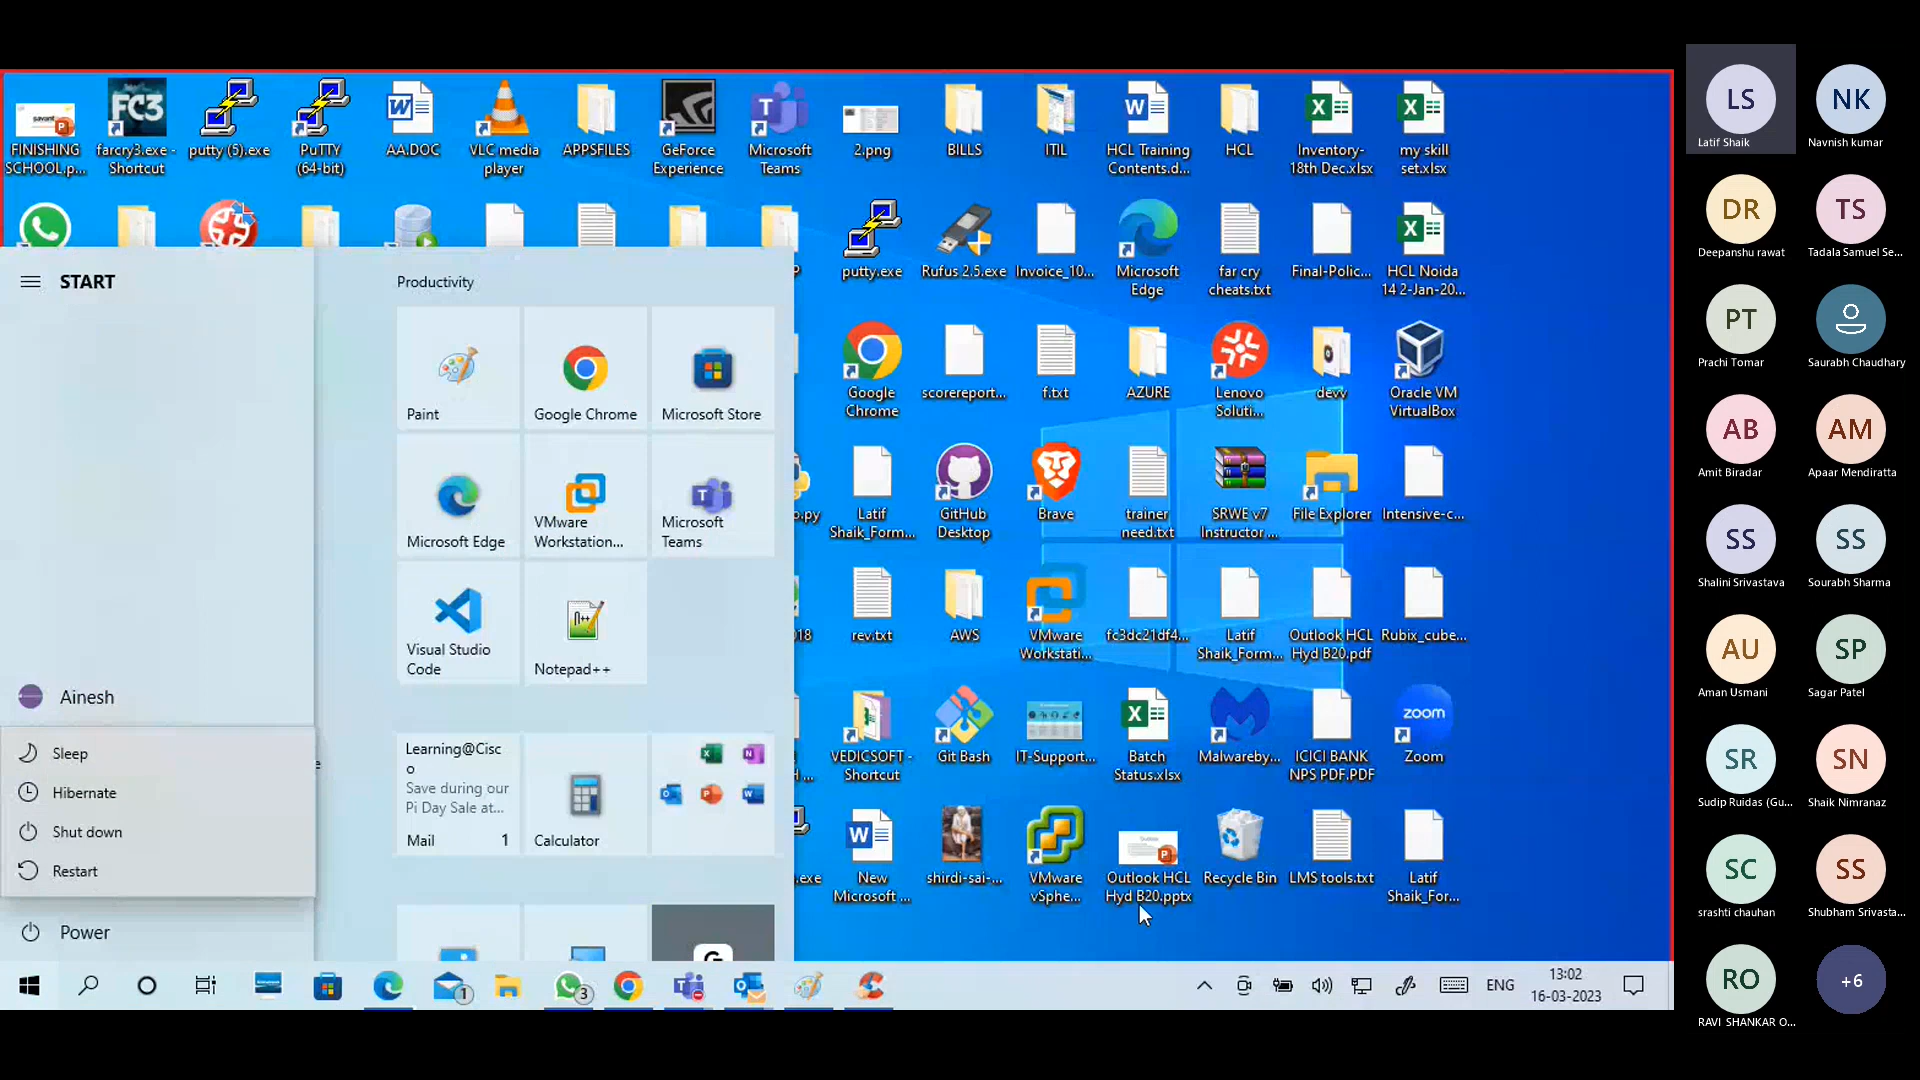 FINISHING
SCHOOL.p...
farcry3.exe -
Shortcut
putty (5).exe
PuTTY
(64-bit)
AA.DOC
VLC media
player
APPSFILES
GeForce
Experience
Microsoft
Teams
2.png
BILLS
ITIL
HCL Training
Contents.d...
HCL
Inventory-
18th Dec.xlsx
my skill
set.xlsx
putty.exe
Rufus 2.5.exe
Invoice_10...
Microsoft
Edge
far cry
cheats.txt
Final-Polic...
HCL Noida
14 2-Jan-20...
Google
Chrome
scorereport...
f.txt
AZURE
Lenovo
Soluti...
devv
Oracle VM
VirtualBox
o.py
Latif
Shaik_Form...
GitHub
Desktop
Brave
trainer
need.txt
SRWE v7
Instructor ...
File Explorer
Intensive-c...
018
rev.txt
AWS
VMware
Workstati...
fc3dc21df4...
Latif
Shaik_Form...
Outlook HCL
Hyd B20.pdf
Rubix_cube...
VEDICSOFT -
Shortcut
Git Bash
IT-Support...
Batch
Status.xlsx
Malwareby...
ICICI BANK
NPS PDF.PDF
zoom
Zoom
.exe
New
Microsoft ...
shirdi-sai-...
VMware
vSphe...
Outlook HCL
Hyd B20.pptx
Recycle Bin
LMS tools.txt
Latif
Shaik_For...
START
Ainesh
Sleep
Hibernate
Shut down
Restart
Power
Productivity
Paint
Google Chrome
Microsoft Store
Microsoft Edge
VMware
Workstation...
Microsoft
Teams
Visual Studio
Code
Notepad++
Learning@Cisc
o
Save during our
Pi Day Sale at...
Mail 1
Calculator
1
3
ENG
13:02
16-03-2023
LS
Latif Shaik
NK
Navnish kumar
DR
Deepanshu rawat
TS
Tadala Samuel Se...
PT
Prachi Tomar
Saurabh Chaudhary
AB
Amit Biradar
AM
Apaar Mendiratta
SS
Shalini Srivastava
SS
Sourabh Sharma
AU
Aman Usmani
SP
Sagar Patel
SR
Sudip Ruidas (Gu...
SN
Shaik Nimranaz
SC
srashti chauhan
SS
Shubham Srivasta...
RO
RAVI SHANKAR O...
+6